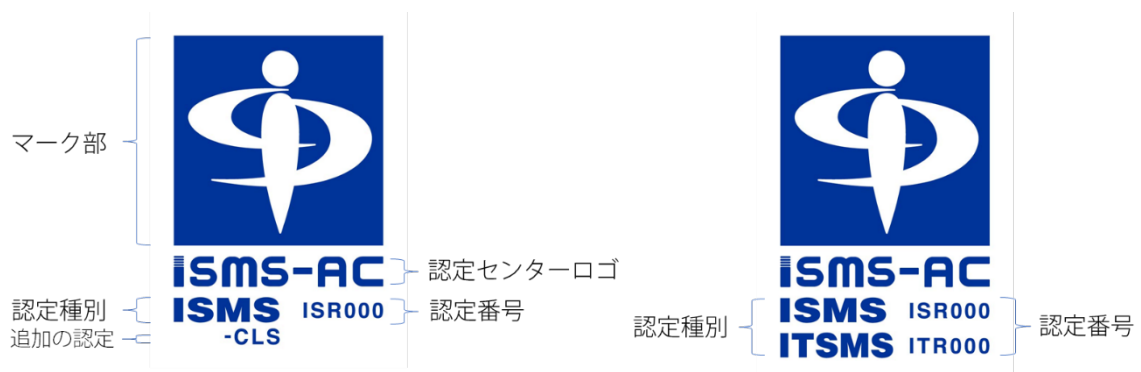 マーク部
iSMS-AC
認定センターロゴ
認定種別
ISMS ISR000
認定番号
追加の認定
-CLS
iSMS-AC
認定種別
ISMS ISR000
ITSMS ITR000
認定番号